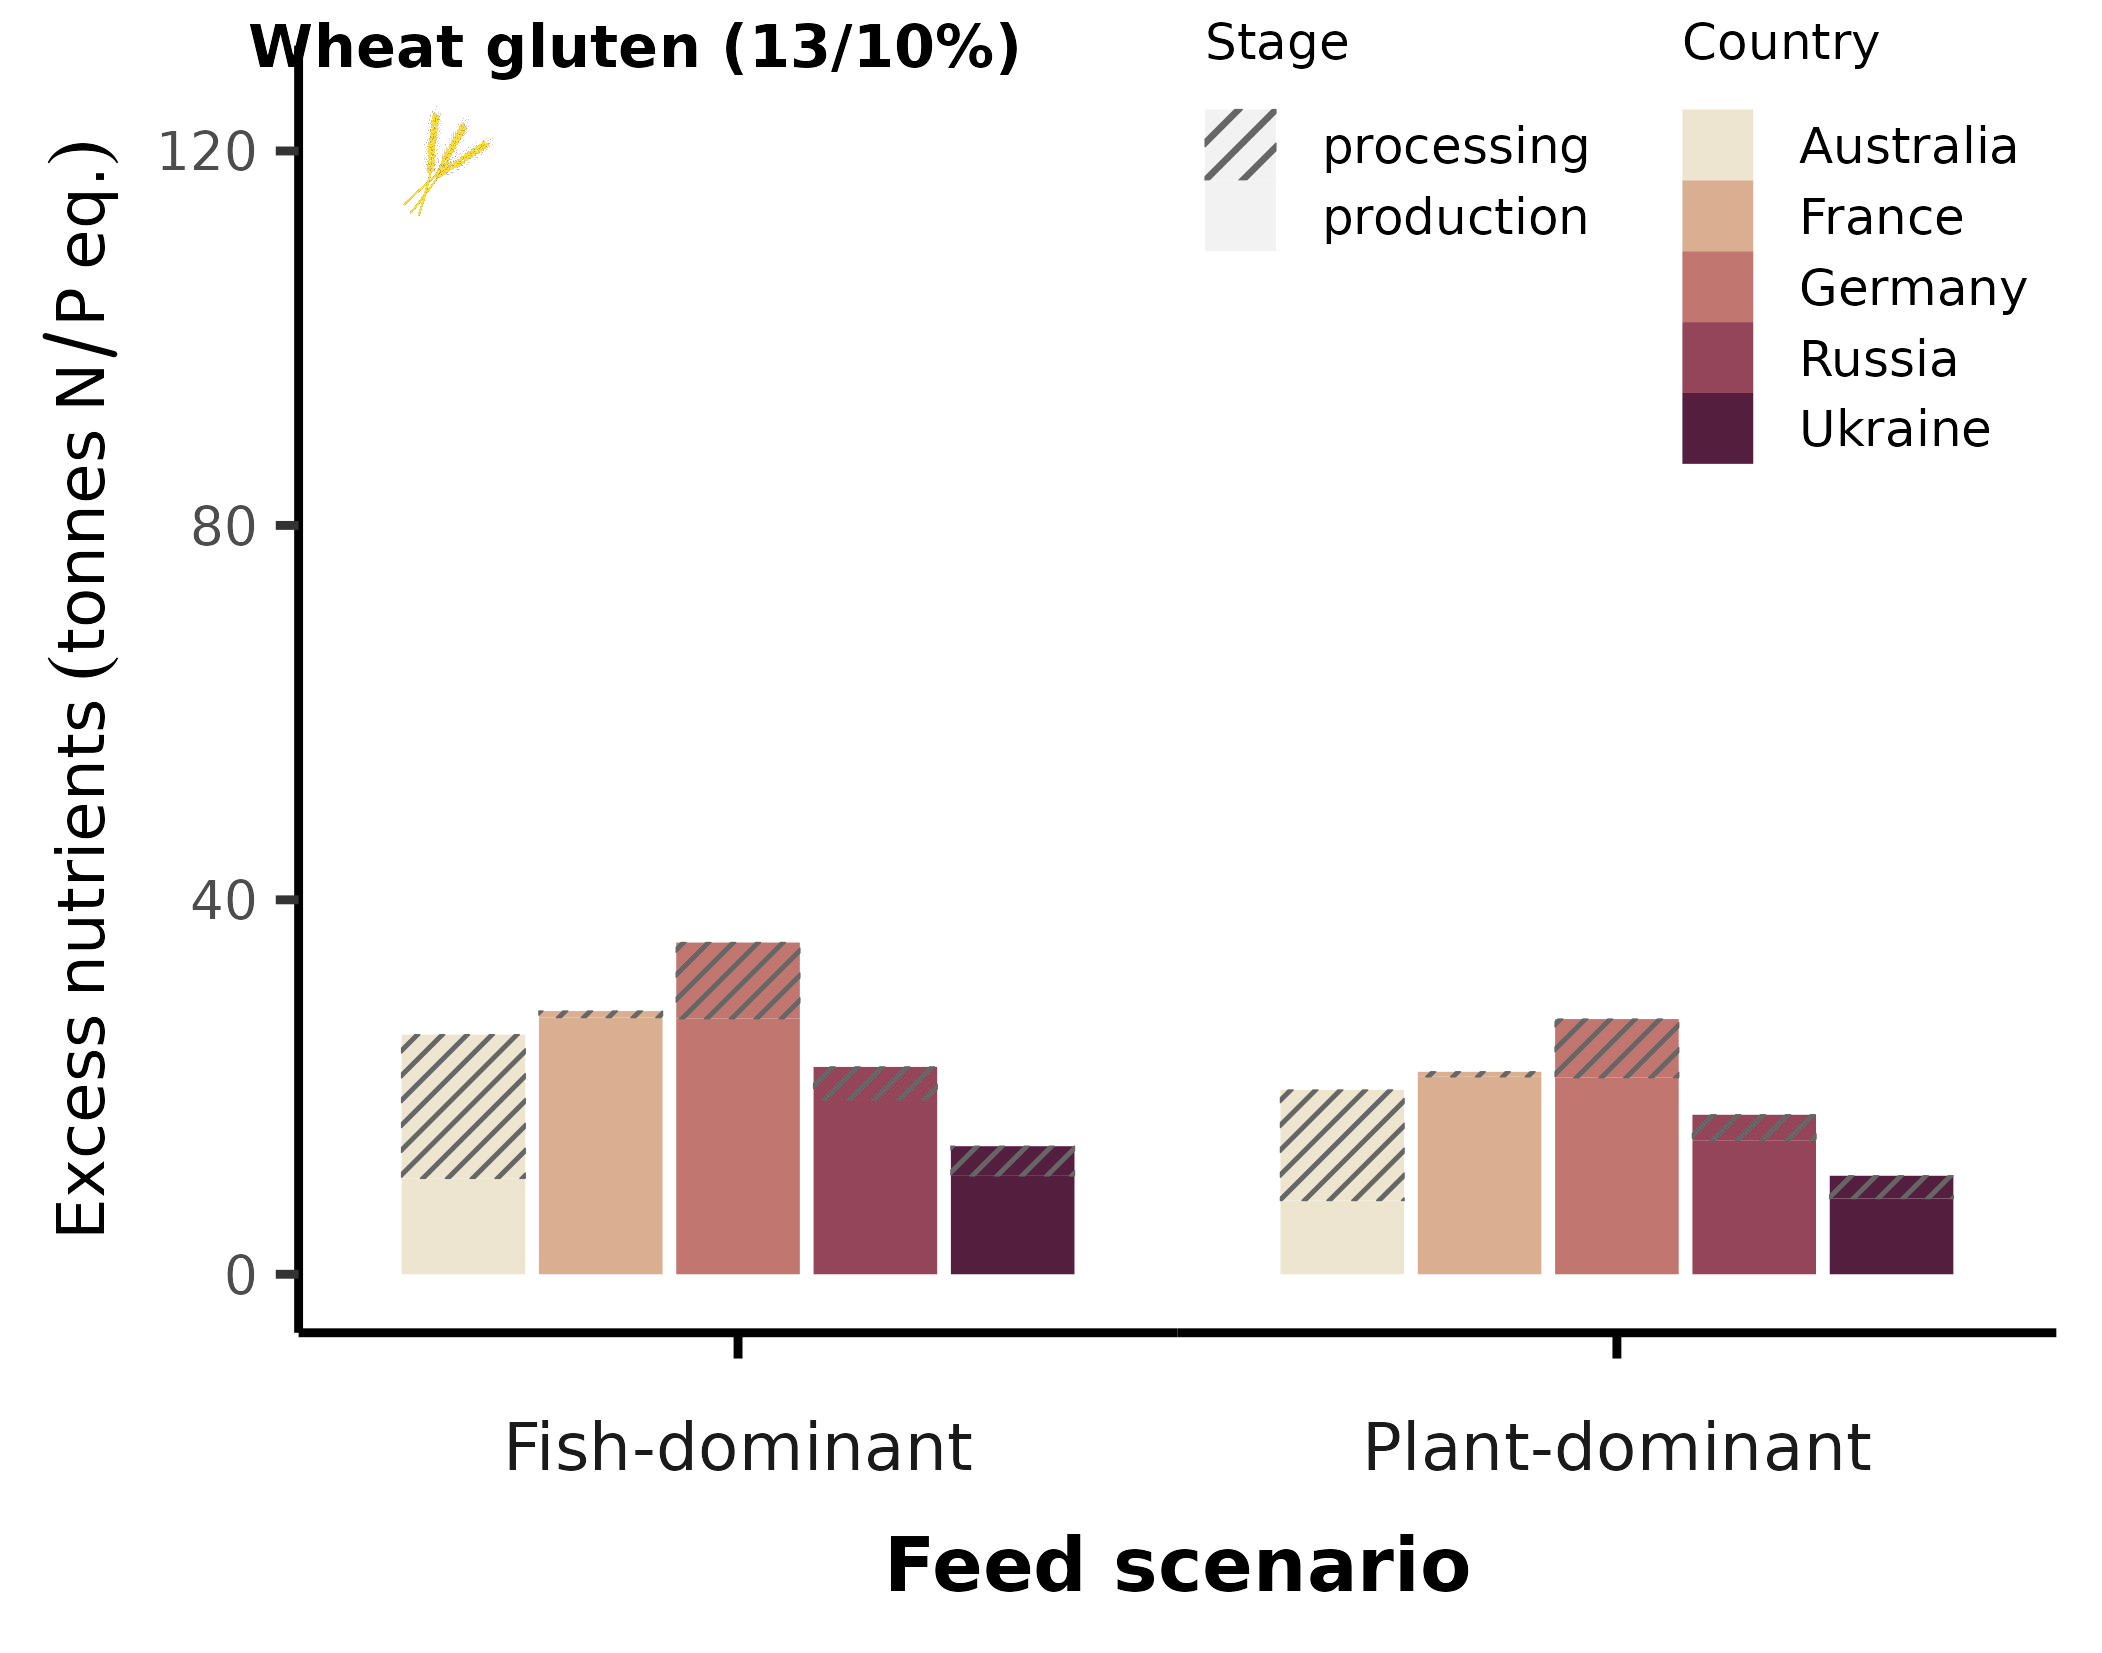 Wheat gluten (13/10%)
Stage
processing
production
Country
Australia
France
Germany
Russia
Ukraine
Excess nutrients (tonnes N/P eq.)
120
80
40
0
Fish-dominant
Plant-dominant
Feed scenario